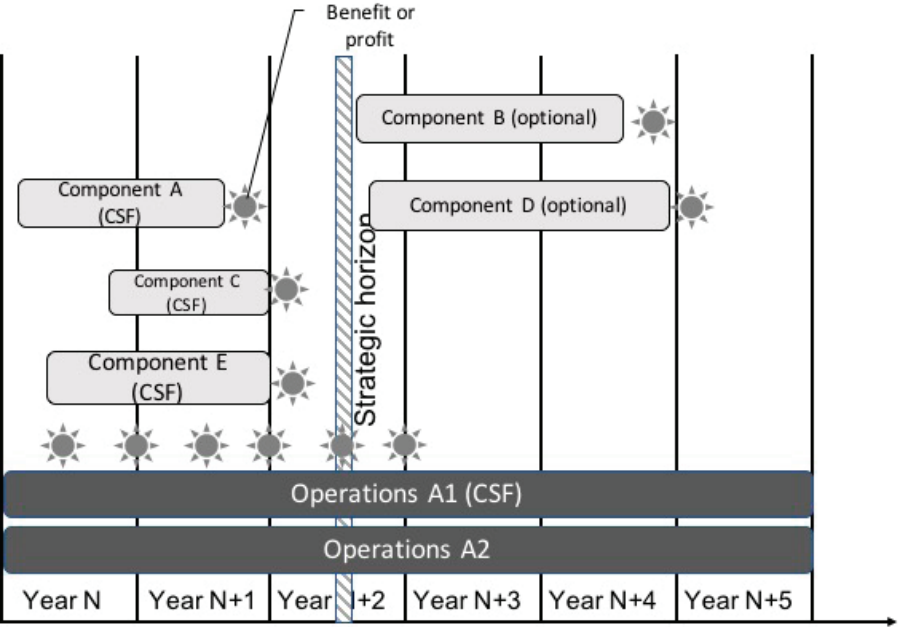 Benefit or
profit
Component B (optional)
Component A
(CSF)
Component D (optional)
Strategic horizon
Component C
(CSF)
Component E
(CSF)
Operations A1 (CSF)
Operations A2
Year N
Year N+1
Year +2
Year N+3
Year N+4
Year N+5